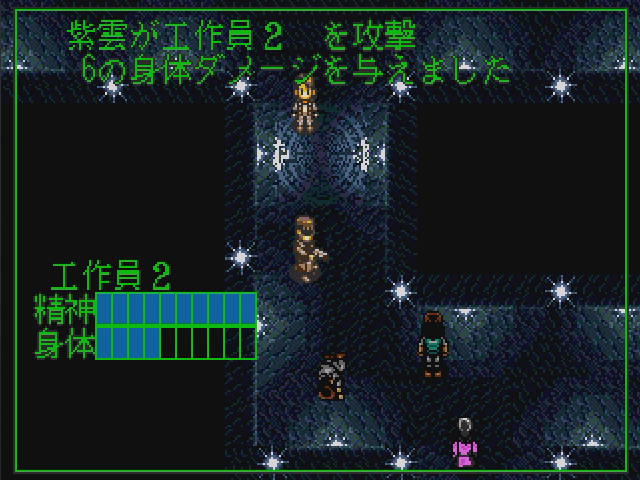 紫雲が工作員２　を攻撃
6の身体ダメージを与えました
工作員２
精神
身体